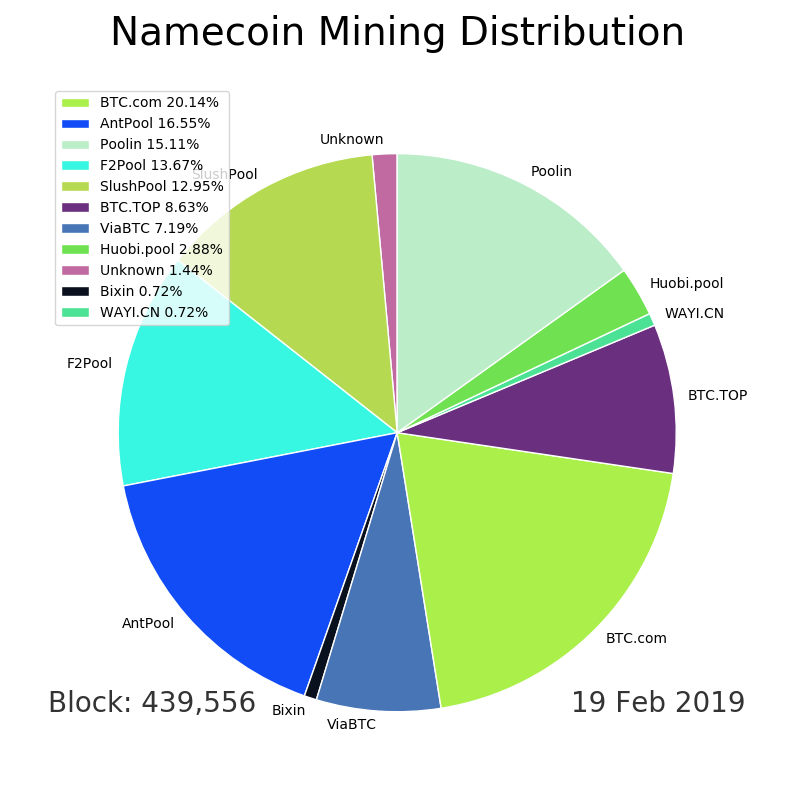 Namecoin Mining Distribution
BTC.com 20.14%
AntPool 16.55%
Poolin 15.11%
F2Pool 13.67%
SlushPool 12.95%
BTC.TOP 8.63%
ViaBTC 7.19%
Huobi.pool 2.88%
Unknown 1.44%
Bixin 0.72%
WAYI.CN 0.72%
Unknown
Poolin
SlushPool
Huobi.pool
WAYI.CN
F2Pool
BTC.TOP
AntPool
BTC.com
Bixin
ViaBTC
Block: 439,556
19 Feb 2019